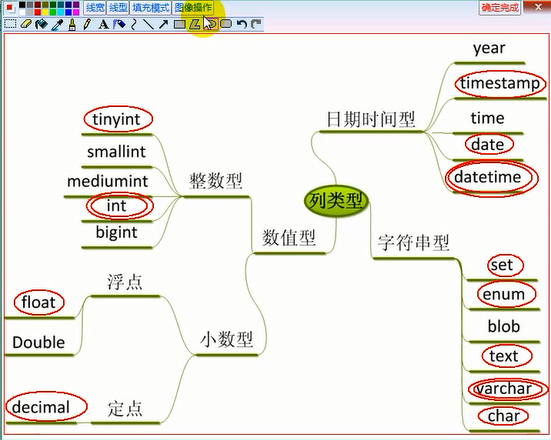 线宽 线型 填充模式 图像操作 确定完成
year
timestamp
日期时间型
time
date
datetime
tinyint
smallint
整数型
mediumint
int
bigint
列类型
数值型
字符串型
浮点
float
Double
小数型
decimal
定点
set
enum
blob
text
varchar
char